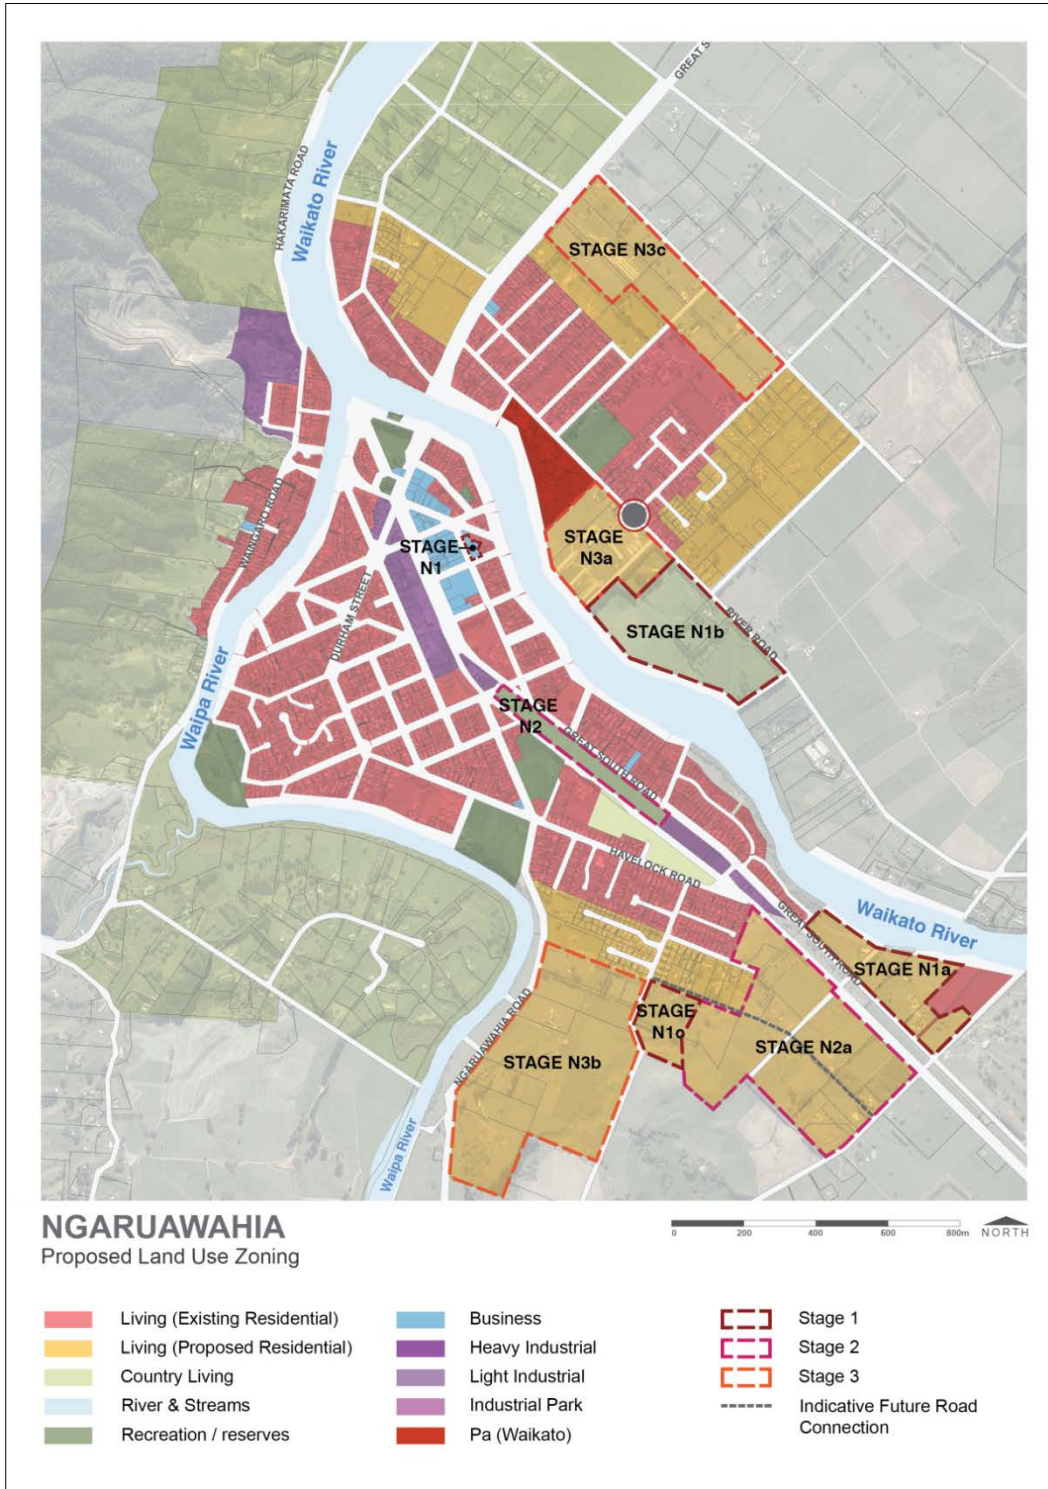 GREAT S
HAKARIMATA ROAD
Waikato River
STAGE N3c
WAINGARO ROAD
STAGE
N1
STAGE
N3a
DURHAM STREET
STAGE N1b
RIVER ROAD
Waipa River
STAGE
N2
GREAT SOUTH ROAD
HAVELOCK ROAD
GREAT SOUTH ROAD
Waikato River
STAGE N1a
STAGE
N1c
STAGE N2a
NGARUAWAHIA ROAD
STAGE N3b
Waipa River
NGARUAWAHIA
Proposed Land Use Zoning
0 200 400 600 800m
NORTH
Living (Existing Residential)
Living (Proposed Residential)
Country Living
River & Streams
Recreation / reserves
Business
Heavy Industrial
Light Industrial
Industrial Park
Pa (Waikato)
Stage 1
Stage 2
Stage 3
Indicative Future Road
Connection